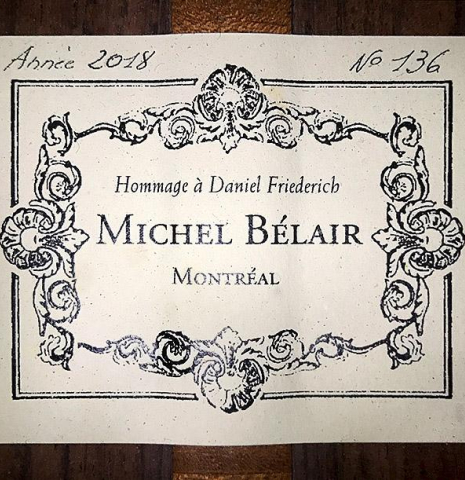 Année 2018 No 136
Hommage à Daniel Friederich
MICHEL BÉLAIR
MONTRÉAL